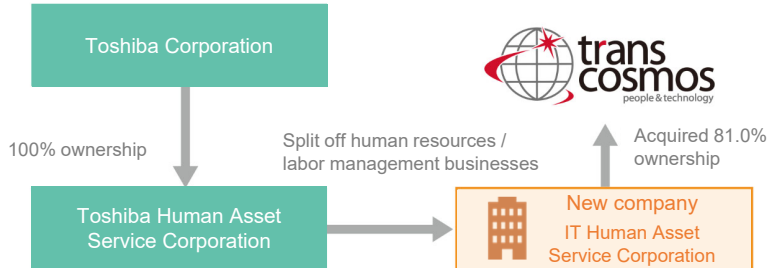 Toshiba Corporation
trans
cosmos
people & technology
100% ownership
Split off human resources /
labor management businesses
Acquired 81.0%
ownership
Toshiba Human Asset
Service Corporation
New company
IT Human Asset
Service Corporation